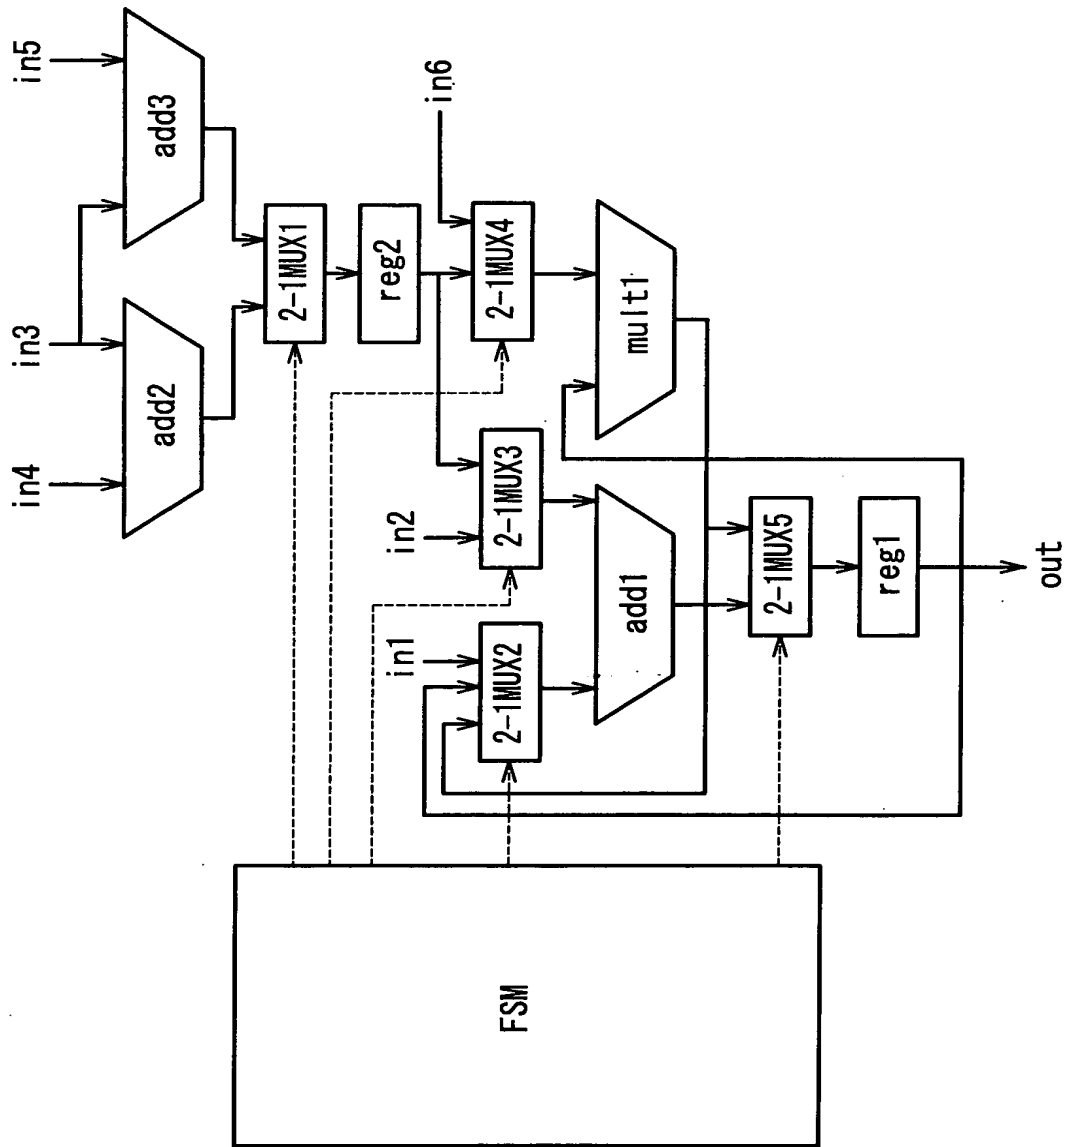 in4
in3
in5
add2
add3
2-1MUX1
reg2
in6
in1
in2
2-1MUX2
2-1MUX3
2-1MUX4
add1
mult1
2-1MUX5
reg1
out
FSM